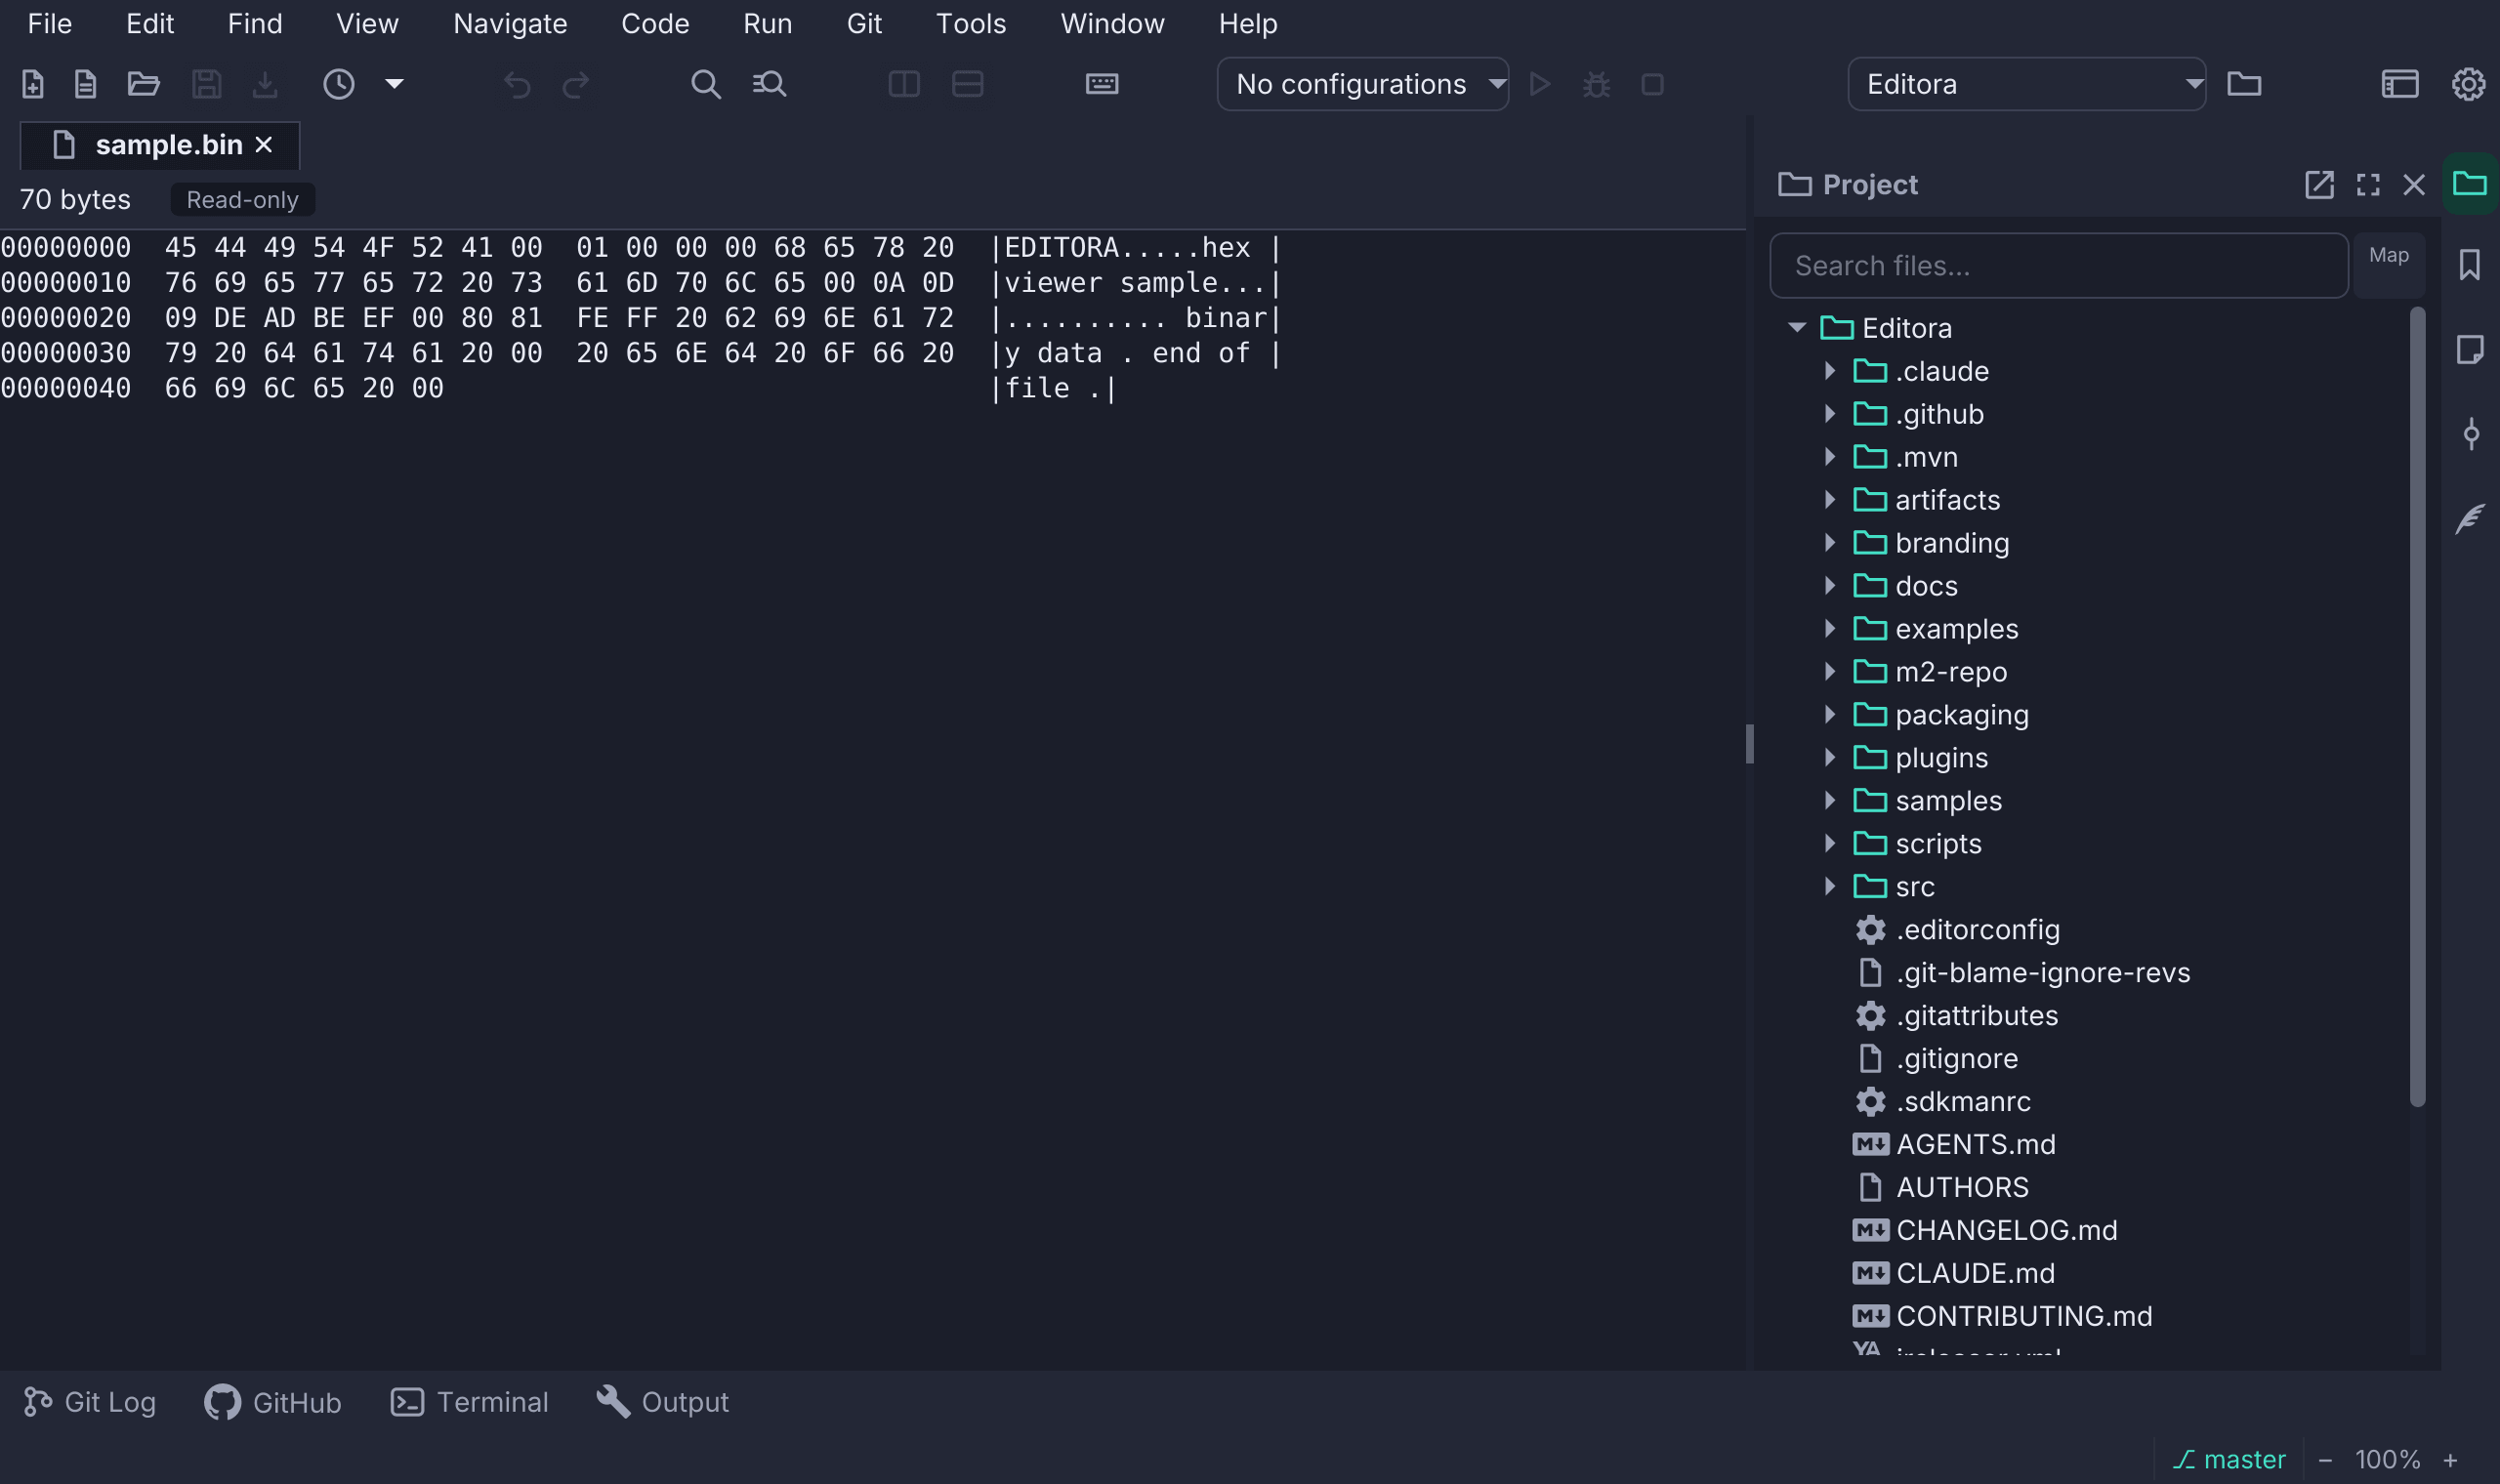 File Edit Find View Navigate Code Run Git Tools Window Help
No configurations Editora
sample.bin
70 bytes Read-only
00000000  45 44 49 54 4F 52 41 00  01 00 00 00 68 65 78 20  |EDITORA.....hex |
00000010  76 69 65 77 65 72 20 73  61 6D 70 6C 65 00 0A 0D  |viewer sample...|
00000020  09 DE AD BE EF 00 80 81  FE FF 20 62 69 6E 61 72  |.......... binar|
00000030  79 20 64 61 74 61 20 00  20 65 6E 64 20 6F 66 20  |y data . end of |
00000040  66 69 6C 65 20 00                                 |file .|
Project
Search files... Map
Editora
.claude
.github
.mvn
artifacts
branding
docs
examples
m2-repo
packaging
plugins
samples
scripts
src
.editorconfig
.git-blame-ignore-revs
.gitattributes
.gitignore
.sdkmanrc
AGENTS.md
AUTHORS
CHANGELOG.md
CLAUDE.md
CONTRIBUTING.md
Git Log GitHub Terminal Output
master − 100% +